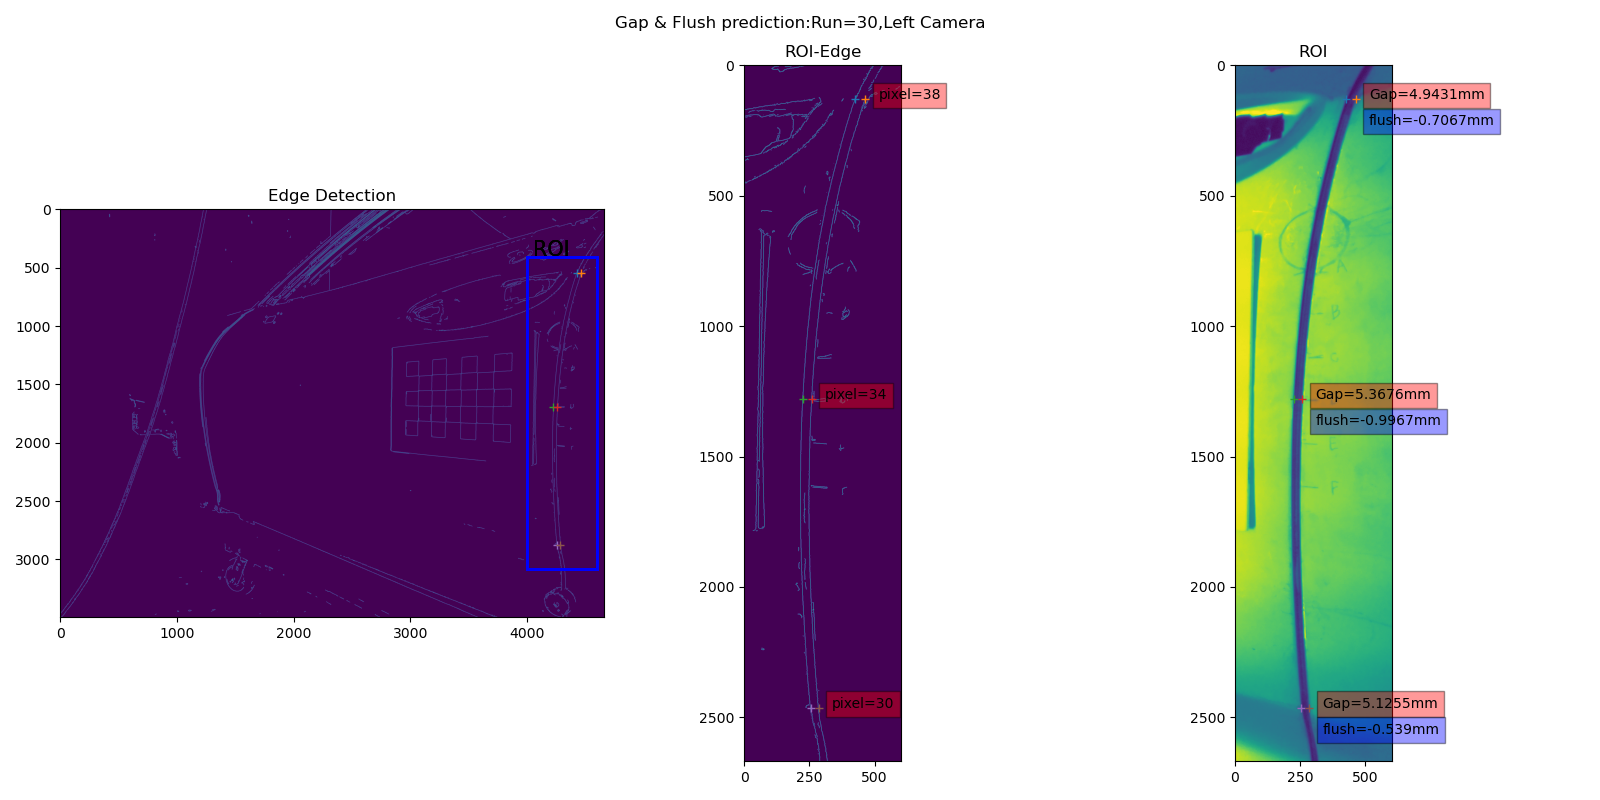 Gap & Flush prediction:Run=30,Left Camera
Edge Detection
ROI
0
500
1000
1500
2000
2500
3000
0
1000
2000
3000
4000
ROI-Edge
pixel=38
pixel=34
pixel=30
0
500
1000
1500
2000
2500
0
250
500
ROI
Gap=4.9431mm
flush=-0.7067mm
Gap=5.3676mm
flush=-0.9967mm
Gap=5.1255mm
flush=-0.539mm
A
B
E
F
0
500
1000
1500
2000
2500
0
250
500